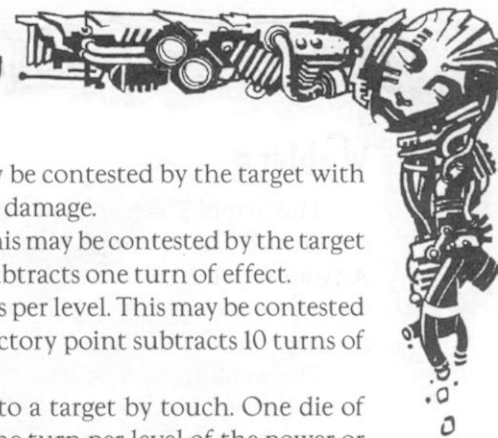 be contested by the target with
damage.
his may be contested by the target
ubtracts one turn of effect.
s per level. This may be contested
ctory point subtracts 10 turns of
to a target by touch. One die of
ne turn per level of the power or